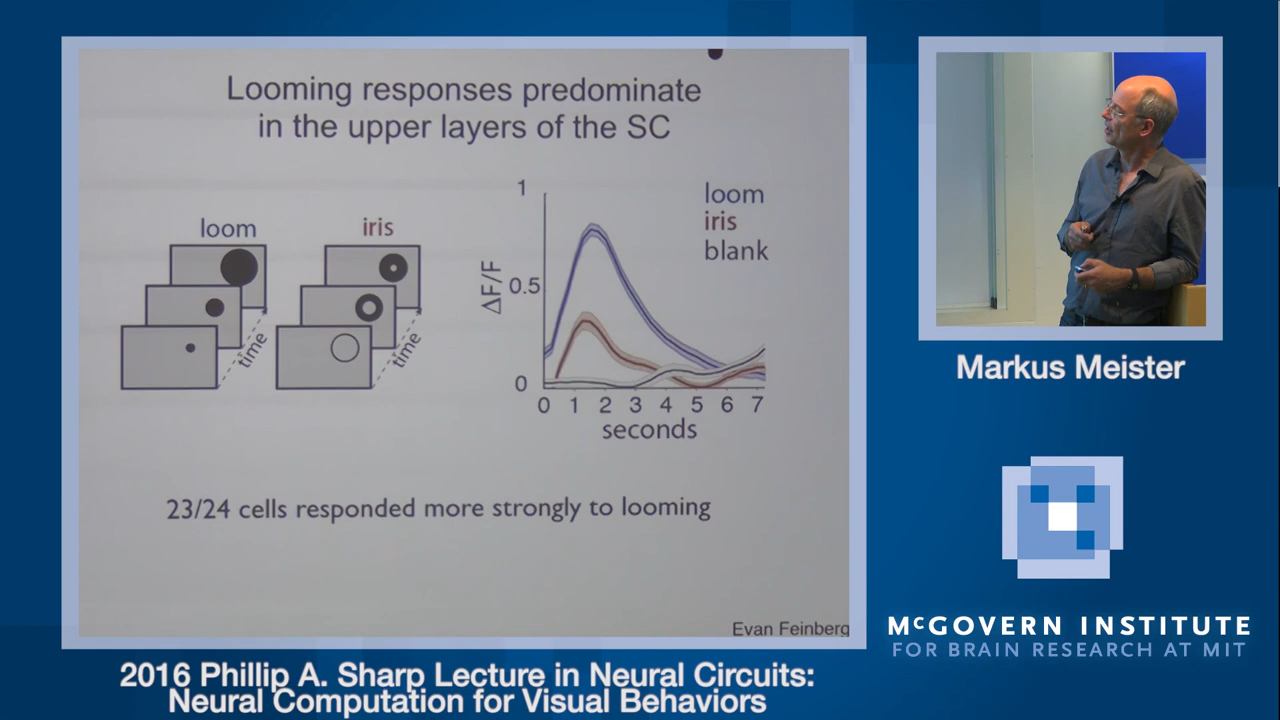 Looming responses predominate
in the upper layers of the SC
loom
iris
time
time
1
0.5
0
ΔF/F
loom
iris
blank
0 1 2 3 4 5 6 7
seconds
23/24 cells responded more strongly to looming
Evan Feinberg
Markus Meister
McGOVERN INSTITUTE
FOR BRAIN RESEARCH AT MIT
2016 Phillip A. Sharp Lecture in Neural Circuits:
Neural Computation for Visual Behaviors